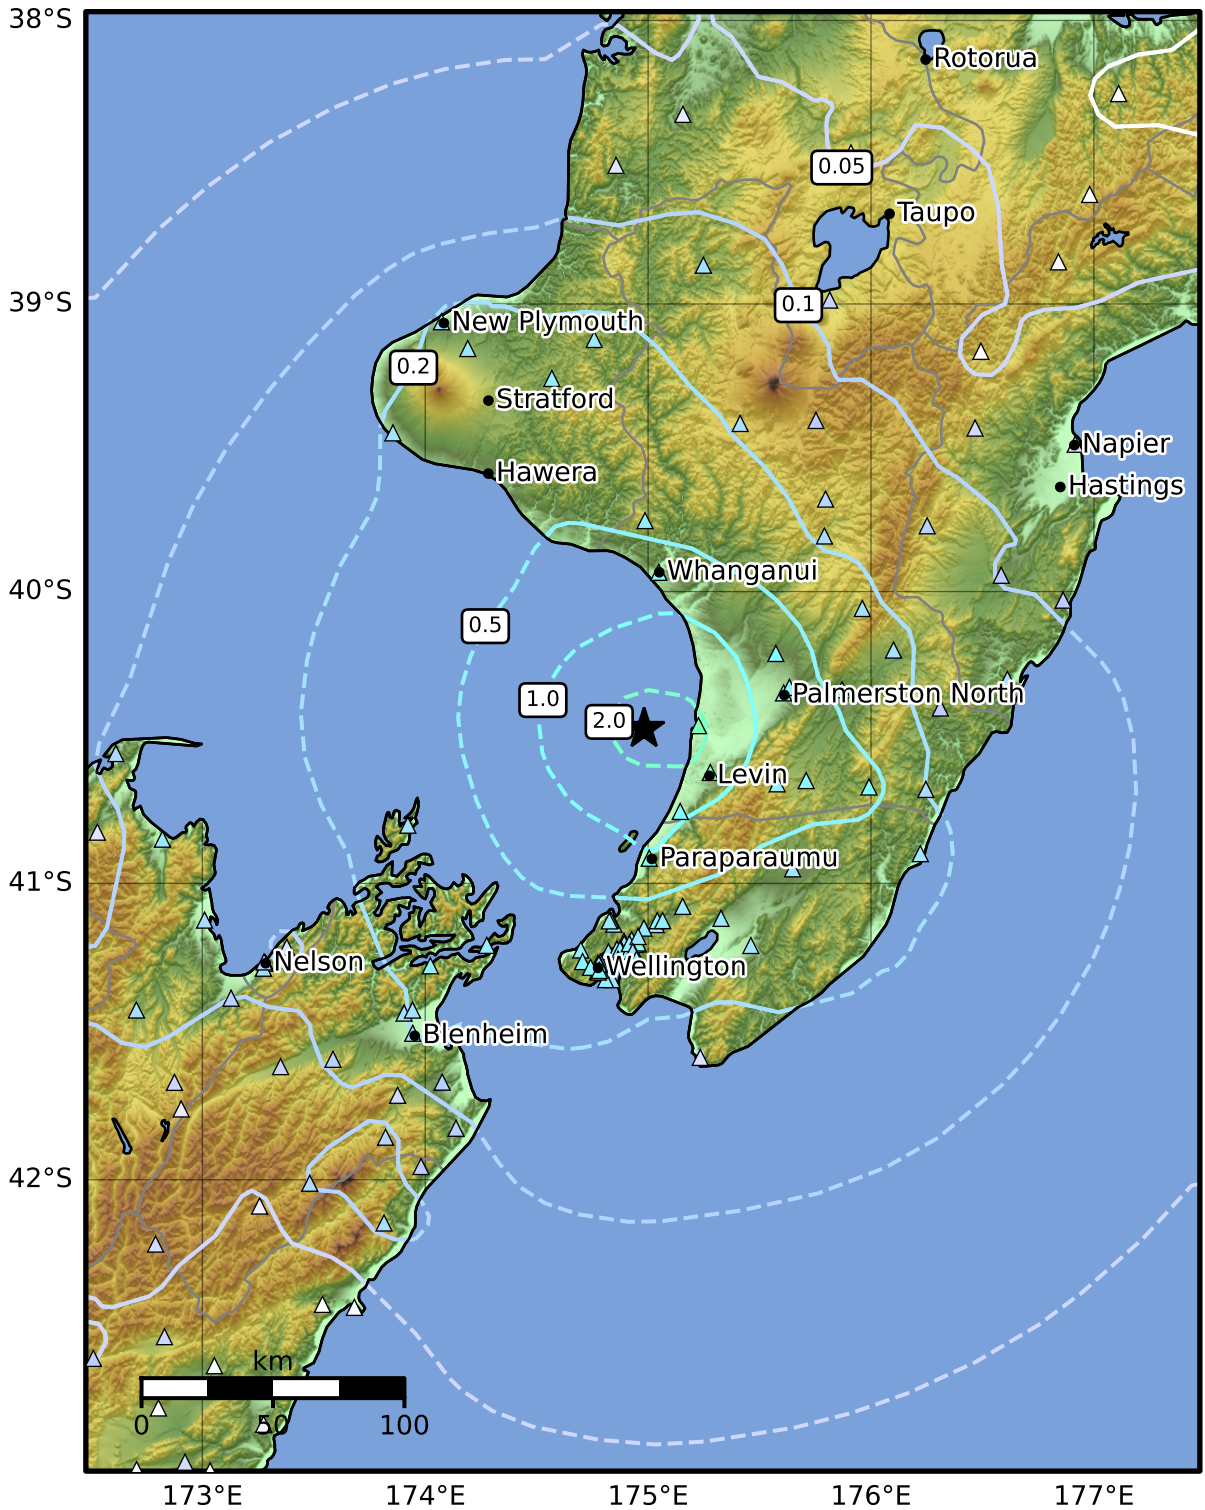 38°S
Rotorua
0.05
Taupo
39°S
0.1
New Plymouth
0.2
Stratford
Napier
Hawera
Hastings
Whanganui
40°S
0.5
Palmerston North
1.0
2.0
Levin
Paraparaumu
41°S
Nelson
Wellington
Blenheim
42°S
km
0 50 100
173°E 174°E 175°E 176°E 177°E